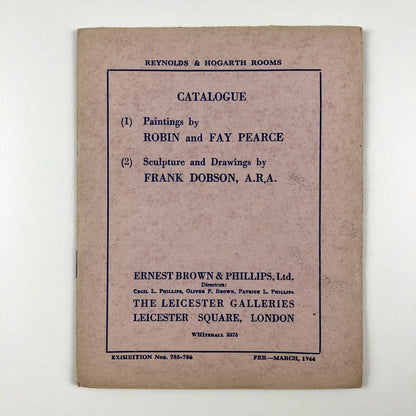 REYNOLDS & HOGARTH ROOMS
CATALOGUE
(1) Paintings by
ROBIN and FAY PEARCE
(2) Sculpture and Drawings by
FRANK DOBSON, A.R.A.
ERNEST BROWN & PHILLIPS, Ltd.
Directors:
CECIL L. PHILLIPS, OLIVER F. BROWN, PATRICK L. PHILLIPS
THE LEICESTER GALLERIES
LEICESTER SQUARE, LONDON
WHITEHALL 3375
EXHIBITION Nos. 785-786 FEB.—MARCH, 1944